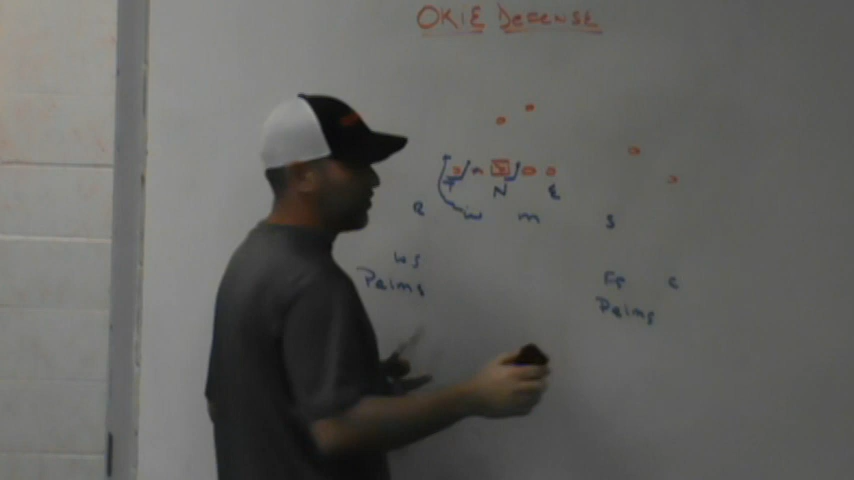 OKIE DEFENSE
T N E
W M S
WS FS C
Palms Palms